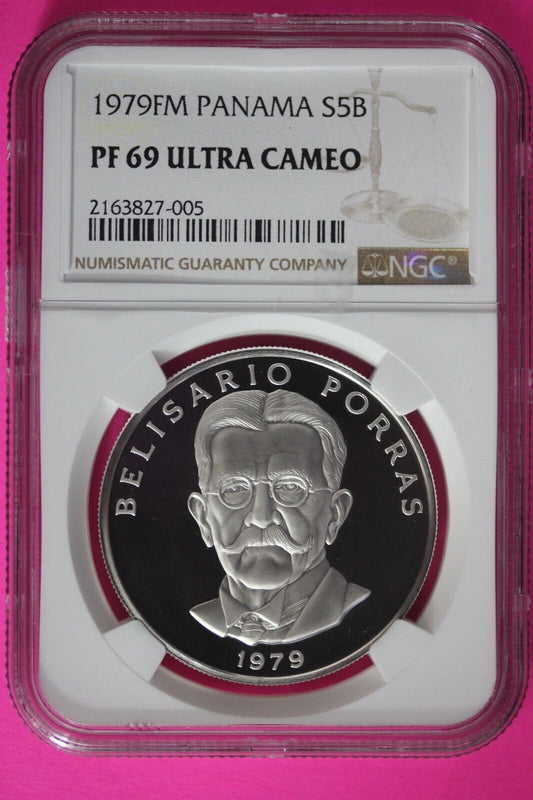 1979FM PANAMA S5B
PF 69 ULTRA CAMEO
2163827-005
NUMISMATIC GUARANTY COMPANY NGC®
BELISARIO PORRAS
1979